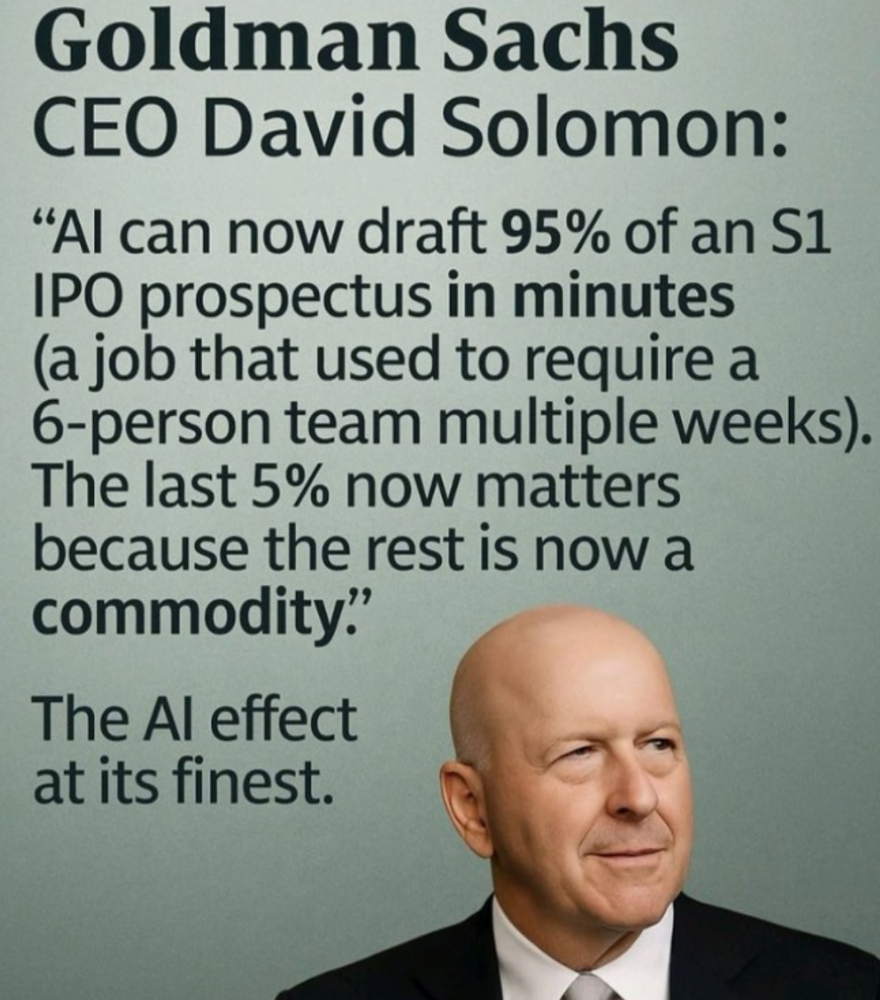 Goldman Sachs
CEO David Solomon:
“AI can now draft 95% of an S1
IPO prospectus in minutes
(a job that used to require a
6-person team multiple weeks).
The last 5% now matters
because the rest is now a
commodity.”
The AI effect
at its finest.